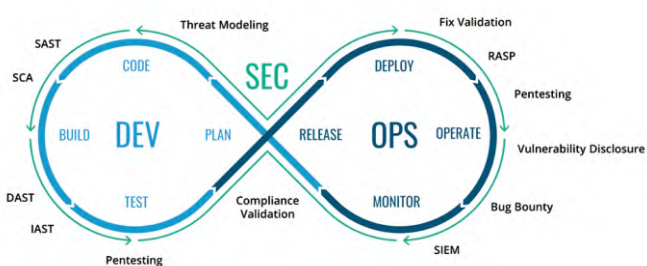 Threat Modeling
Fix Validation
SAST
CODE
SEC
DEPLOY
RASP
SCA
Pentesting
BUILD
DEV
PLAN
RELEASE
OPS
OPERATE
Vulnerability Disclosure
DAST
TEST
Compliance
Validation
MONITOR
Bug Bounty
IAST
SIEM
Pentesting